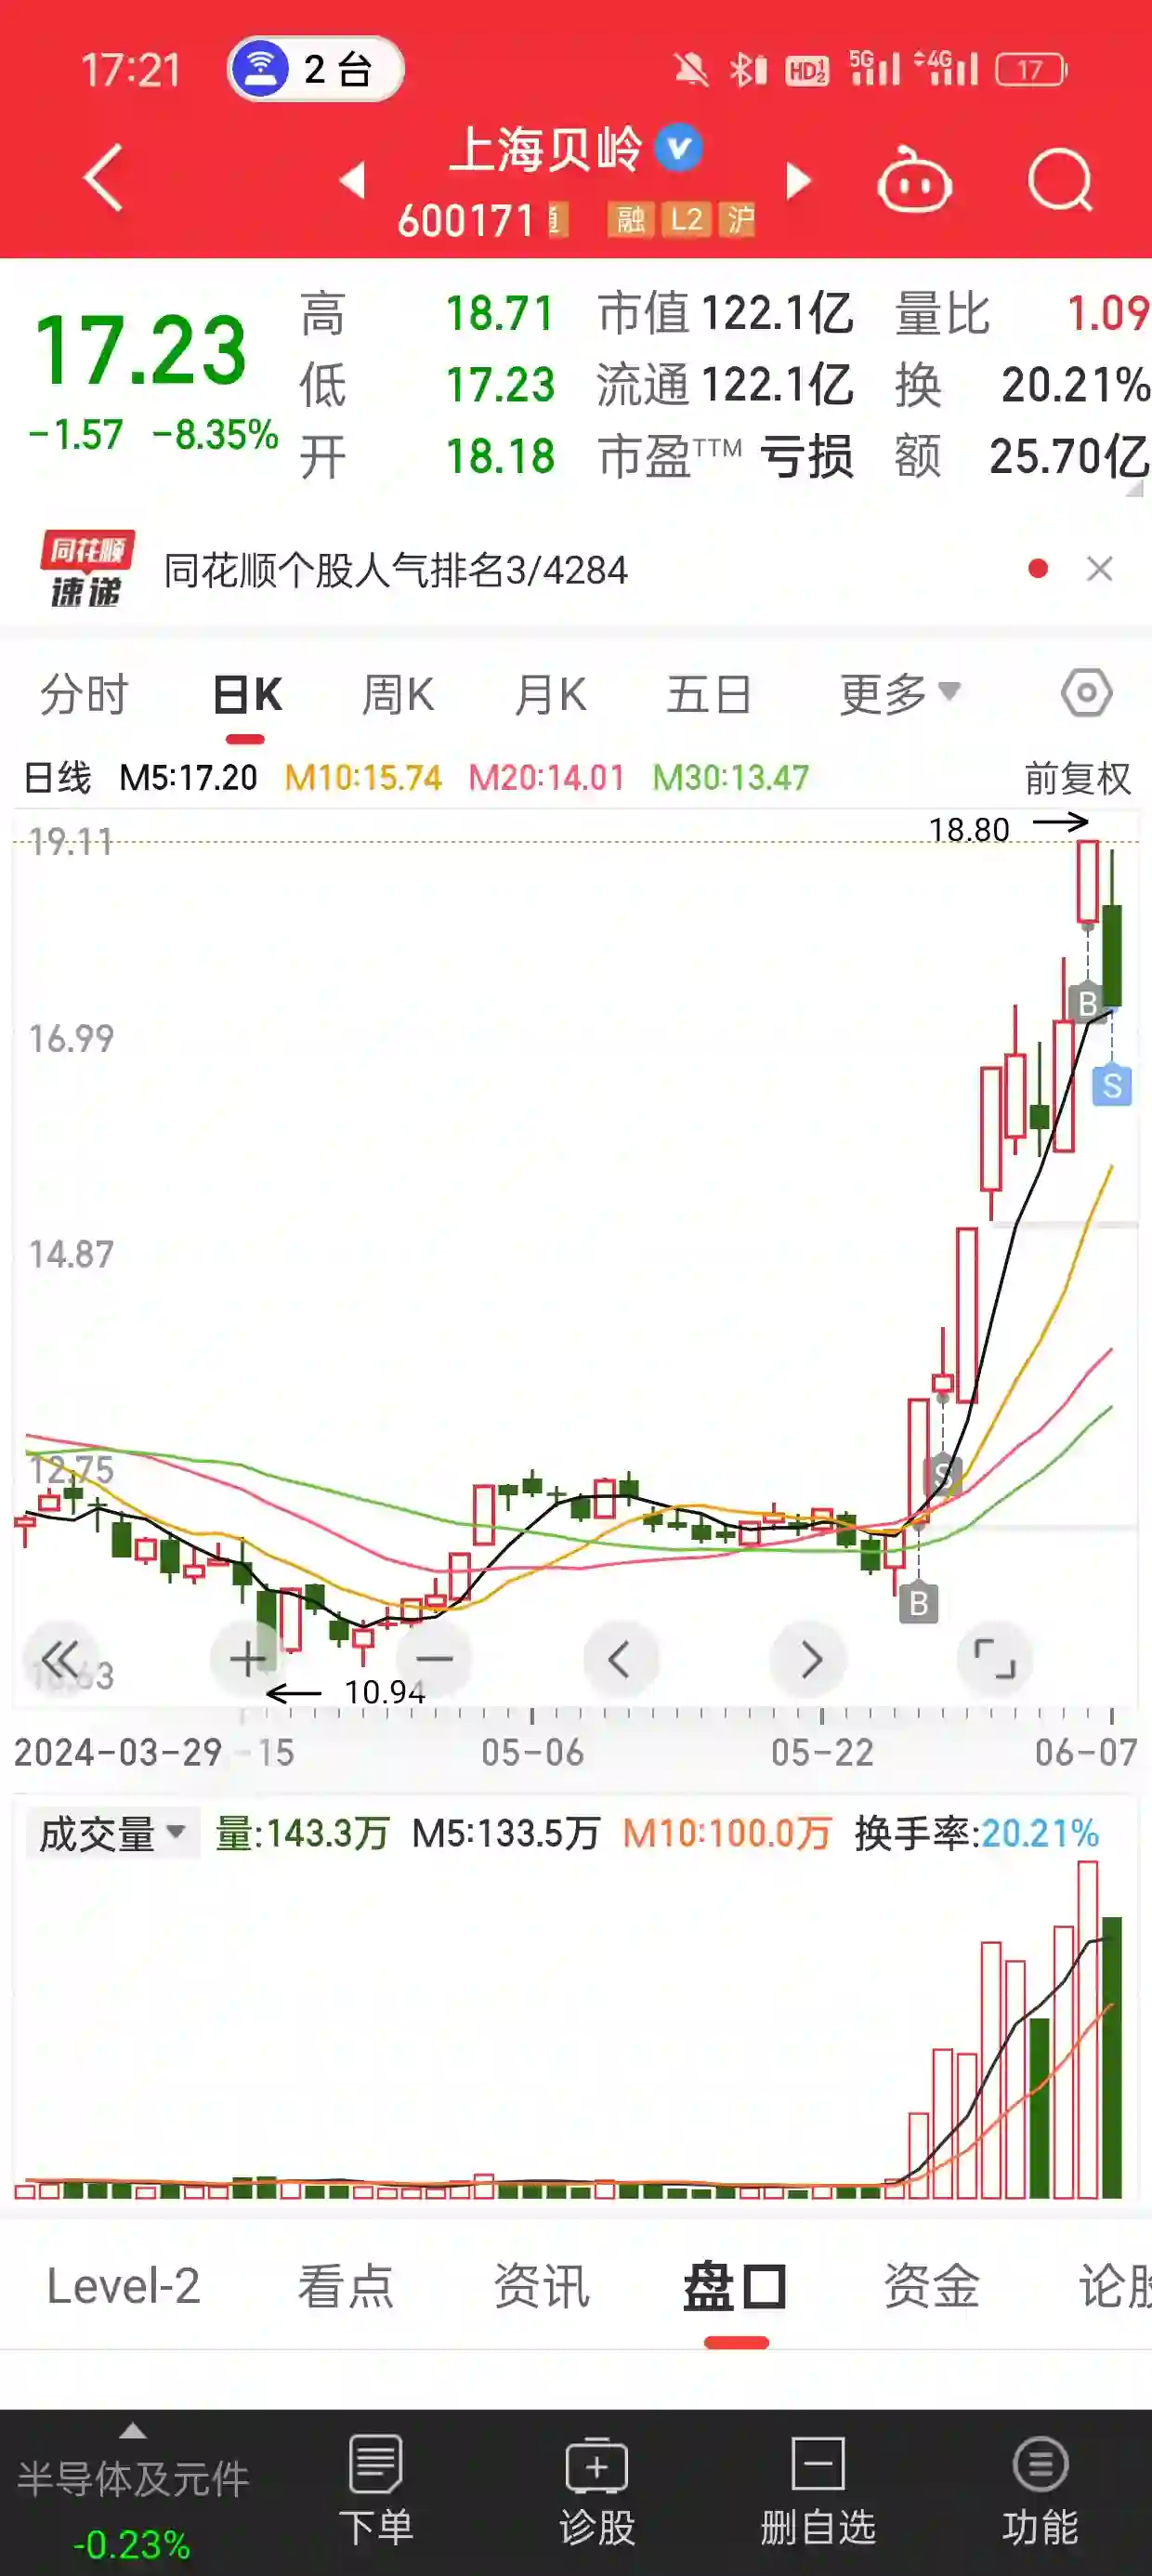 17:21 2 台 HD 1 2 5G 4G 17
上海贝岭
600171 融 L2 沪
17.23
-1.57 -8.35%
高 18.71 市值 122.1亿 量比 1.09
低 17.23 流通 122.1亿 换 20.21%
开 18.18 市盈TTM 亏损 额 25.70亿
同花顺
速递
同花顺个股人气排名3/4284
分时 日K 周K 月K 五日 更多
日线 M5:17.20 M10:15.74 M20:14.01 M30:13.47 前复权
19.11
18.80
16.99
B
S
14.87
12.75
S
B
10.94
2024-03-29 -15 05-06 05-22 06-07
成交量 量:143.3万 M5:133.5万 M10:100.0万 换手率:20.21%
Level-2 看点 资讯 盘口 资金 论股
半导体及元件
-0.23%
下单 诊股 删自选 功能